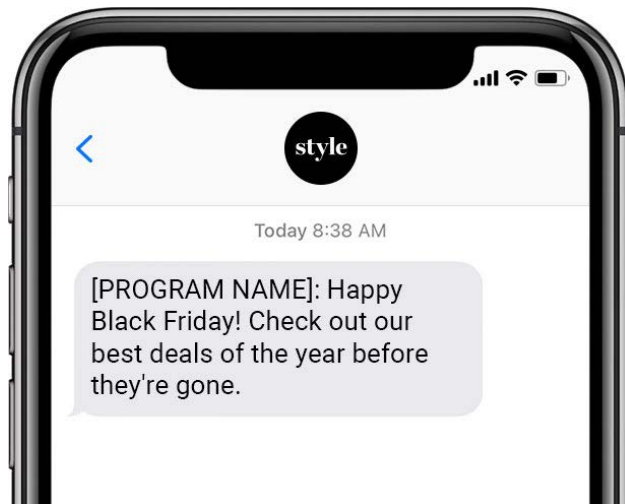 style
Today 8:38 AM
[PROGRAM NAME]: Happy
Black Friday! Check out our
best deals of the year before
they're gone.